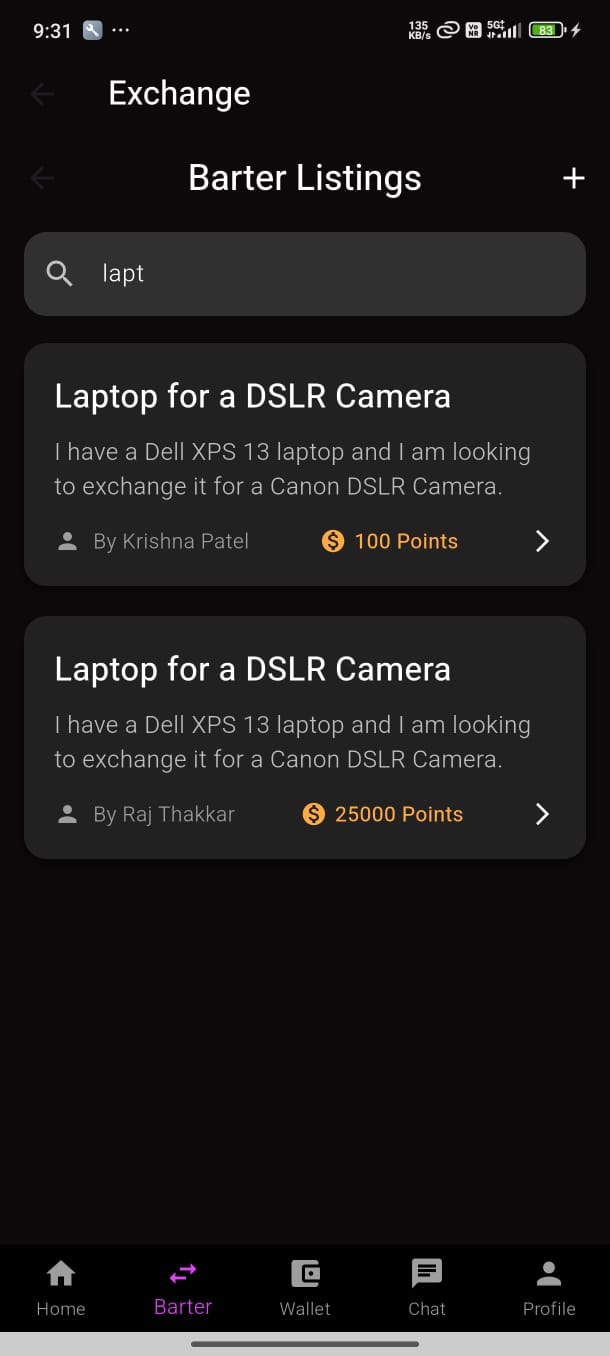 9:31 ...
135 KB/s Vo NR 5G‡ 83
Exchange
Barter Listings +
lapt
Laptop for a DSLR Camera
I have a Dell XPS 13 laptop and I am looking
to exchange it for a Canon DSLR Camera.
By Krishna Patel $ 100 Points
Laptop for a DSLR Camera
I have a Dell XPS 13 laptop and I am looking
to exchange it for a Canon DSLR Camera.
By Raj Thakkar $ 25000 Points
Home Barter Wallet Chat Profile